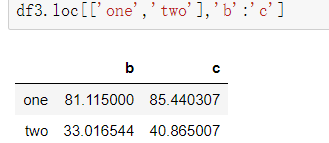 df3.loc[['one','two'],'b':'c']
b c
one 81.115000 85.440307
two 33.016544 40.865007